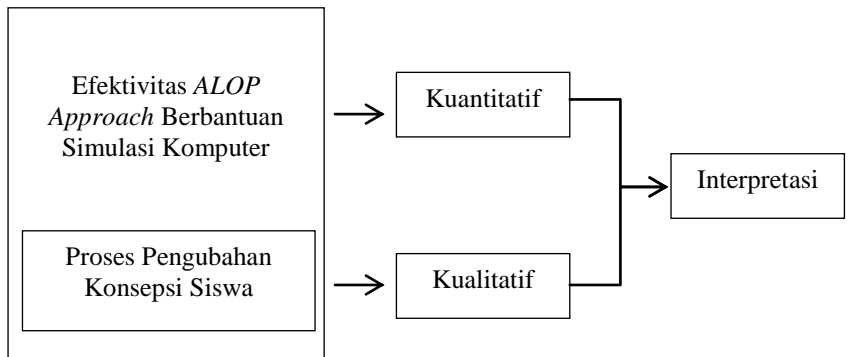 Efektivitas ALOP
Approach Berbantuan
Simulasi Komputer
Kuantitatif
Interpretasi
Proses Pengubahan
Konsepsi Siswa
Kualitatif